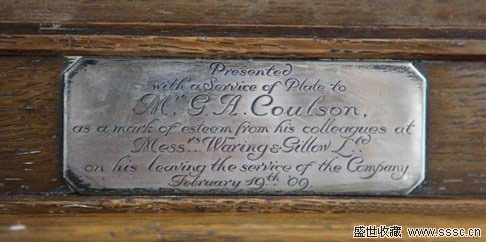 Presented
with a Service of Plate to
Mr. G.A. Coulson,
as a mark of esteem from his colleagues at
Messrs. Waring & Gillow Ltd
on his leaving the service of the Company
February 19th 09.
盛世收藏 www.sssc.cn